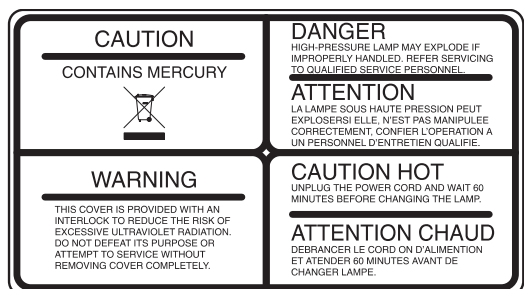 CAUTION
CONTAINS MERCURY
WARNING
THIS COVER IS PROVIDED WITH AN
INTERLOCK TO REDUCE THE RISK OF
EXCESSIVE ULTRAVIOLET RADIATION.
DO NOT DEFEAT ITS PURPOSE OR
ATTEMPT TO SERVICE WITHOUT
REMOVING COVER COMPLETELY.
DANGER
HIGH-PRESSURE LAMP MAY EXPLODE IF
IMPROPERLY HANDLED. REFER SERVICING
TO QUALIFIED SERVICE PERSONNEL.
ATTENTION
LA LAMPE SOUS HAUTE PRESSION PEUT
EXPLOSERSI ELLE, N'EST PAS MANIPULEE
CORRECTEMENT, CONFIER L'OPERATION A
UN PERSONNEL D'ENTRETIEN QUALIFIE.
CAUTION HOT
UNPLUG THE POWER CORD AND WAIT 60
MINUTES BEFORE CHANGING THE LAMP.
ATTENTION CHAUD
DEBRANCER LE CORD ON D'ALIMENTION
ET ATENDER 60 MINUTES AVANT DE
CHANGER LAMPE.